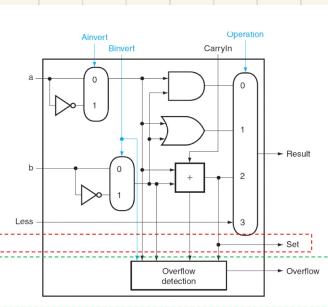 Ainvert
Operation
Binvert
CarryIn
a
0
1
0
1
Result
b
0
1
+
2
Less
3
Set
Overflow
detection
Overflow